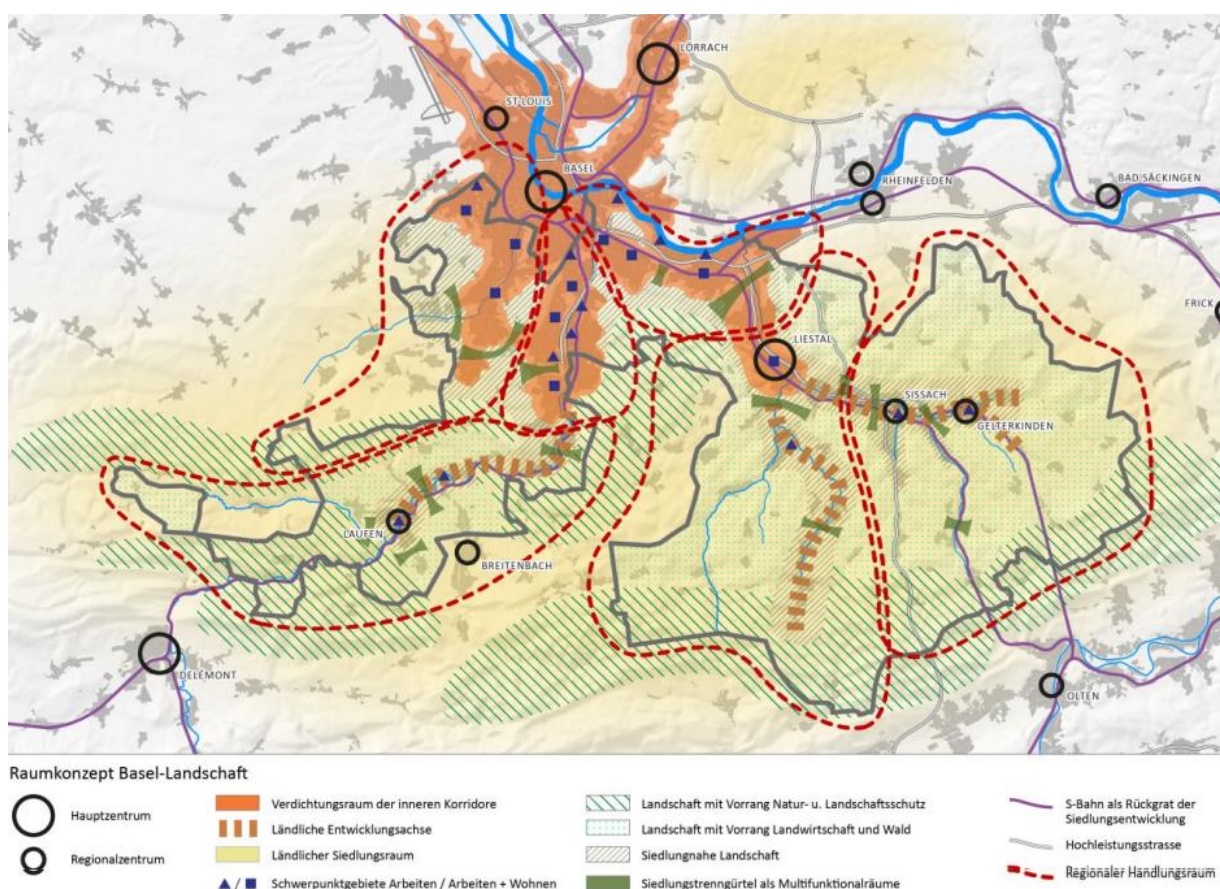 LÖRRACH
ST-LOUIS
BASEL
RHEINFELDEN
BAD SÄCKINGEN
FRICK
LIESTAL
SISSACH
GELTERKINDEN
LAUFEN
BREITENBACH
DELÉMONT
OLTEN
Raumkonzept Basel-Landschaft
Hauptzentrum
Regionalzentrum
Verdichtungsraum der inneren Korridore
Ländliche Entwicklungsachse
Ländlicher Siedlungsraum
Schwerpunktgebiete Arbeiten / Arbeiten + Wohnen
Landschaft mit Vorrang Natur- u. Landschaftsschutz
Landschaft mit Vorrang Landwirtschaft und Wald
Siedlungnahe Landschaft
Siedlungstrenngürtel als Multifunktionalräume
S-Bahn als Rückgrat der
Siedlungsentwicklung
Hochleistungsstrasse
Regionaler Handlungsraum